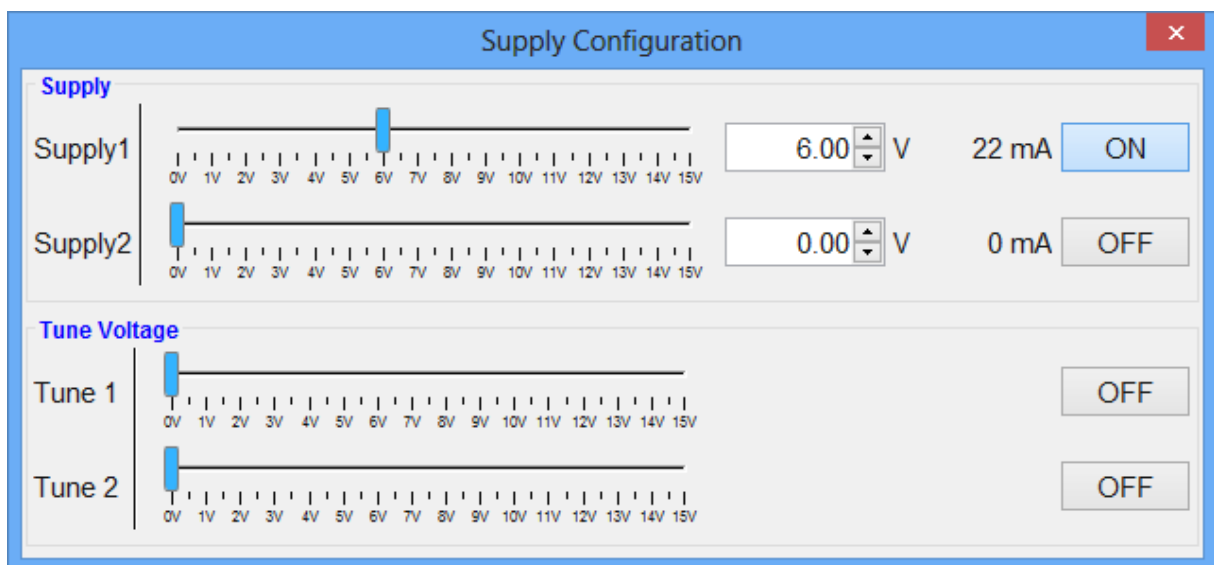 Supply Configuration
Supply
Supply1
0V 1V 2V 3V 4V 5V 6V 7V 8V 9V 10V 11V 12V 13V 14V 15V
6.00 V 22 mA ON
Supply2
0V 1V 2V 3V 4V 5V 6V 7V 8V 9V 10V 11V 12V 13V 14V 15V
0.00 V 0 mA OFF
Tune Voltage
Tune 1
0V 1V 2V 3V 4V 5V 6V 7V 8V 9V 10V 11V 12V 13V 14V 15V
OFF
Tune 2
0V 1V 2V 3V 4V 5V 6V 7V 8V 9V 10V 11V 12V 13V 14V 15V
OFF